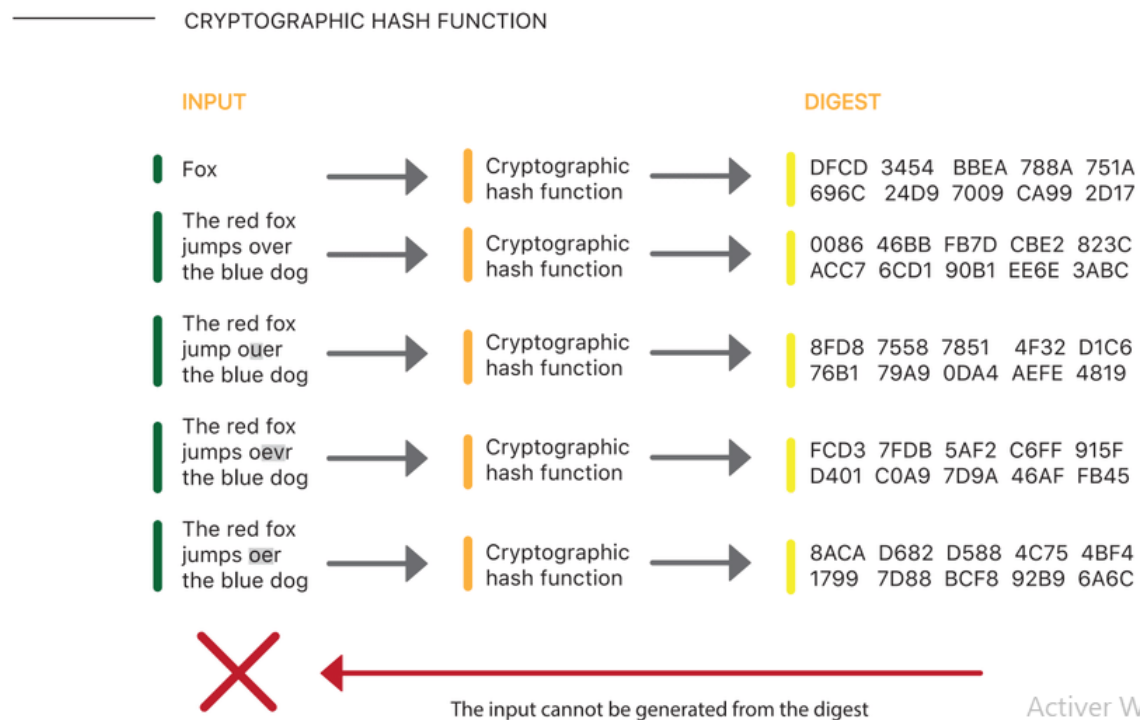 CRYPTOGRAPHIC HASH FUNCTION
INPUT
DIGEST
Fox
Cryptographic
hash function
DFCD 3454 BBEA 788A 751A
696C 24D9 7009 CA99 2D17
The red fox
jumps over
the blue dog
Cryptographic
hash function
0086 46BB FB7D CBE2 823C
ACC7 6CD1 90B1 EE6E 3ABC
The red fox
jump ouer
the blue dog
Cryptographic
hash function
8FD8 7558 7851 4F32 D1C6
76B1 79A9 0DA4 AEFE 4819
The red fox
jumps oevr
the blue dog
Cryptographic
hash function
FCD3 7FDB 5AF2 C6FF 915F
D401 C0A9 7D9A 46AF FB45
The red fox
jumps oer
the blue dog
Cryptographic
hash function
8ACA D682 D588 4C75 4BF4
1799 7D88 BCF8 92B9 6A6C
The input cannot be generated from the digest
Activer W